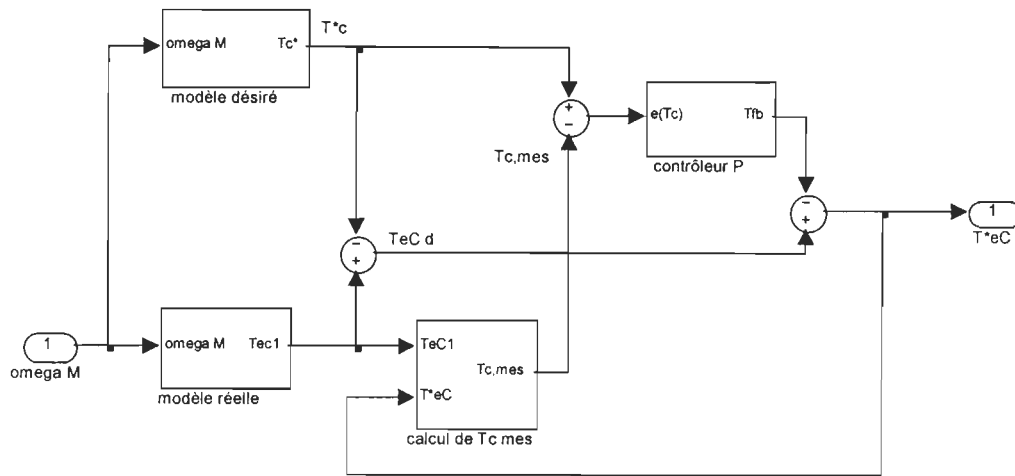 T*c
omega M
Tc*
modèle désiré
e(Tc)
Tfb
contrôleur P
+
−
Tc,mes
−
+
TeC d
−
+
1
T*eC
1
omega M
omega M
Tec1
modèle réelle
TeC1
T*eC
Tc,mes
calcul de Tc mes